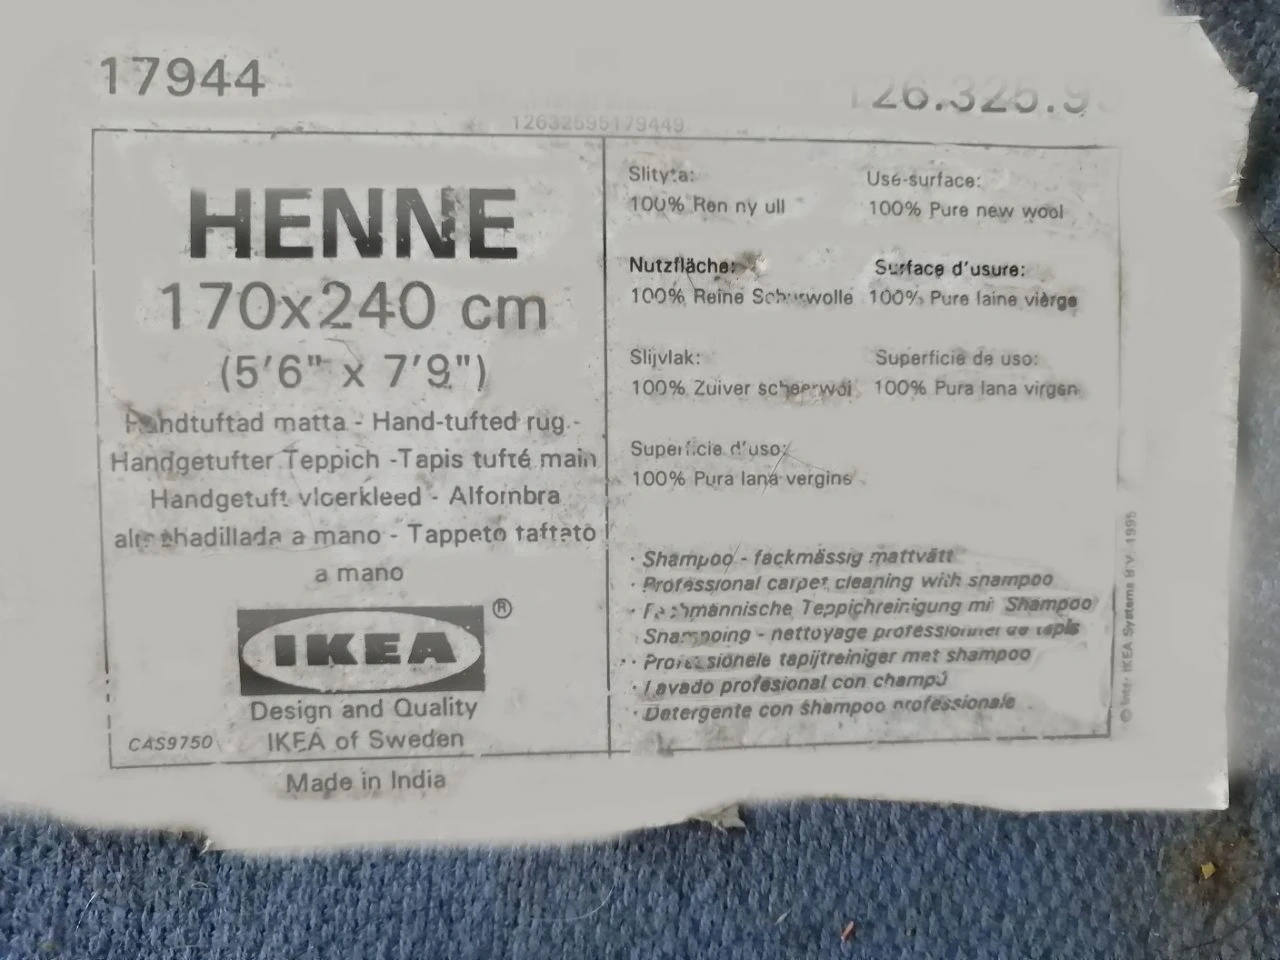 17944
126.325.9
12632595179449
HENNE
170x240 cm
(5'6" x 7'9")
Handtuftad matta - Hand-tufted rug -
Handgetufter Teppich -Tapis tufté main
Handgetuft vloerkleed - Alfombra
a mano - Tappeto taftato
a mano
IKEA®
Design and Quality
IKEA of Sweden
CAS9750
Made in India
Slityta:
100% Ren ny ull
Use-surface:
100% Pure new wool
Nutzfläche:
100% Reine Schurwolle
Surface d'usure:
100% Pure laine vierge
Slijvlak:
100% Zuiver scheerwol
Superficie de uso:
100% Pura lana virgen
Superficie d'uso:
100% Pura lana vergine
· Shampoo - fackmässig mattvätt
· Professional carpet cleaning with shampoo
· Fachmännische Teppichreinigung mit Shampoo
· Shampooing - nettoyage professionnel de tapis
· Professionele tapijtreiniger met shampoo
· Lavado profesional con champú
· Detergente con shampoo professionale
© Inter IKEA Systems B.V. 1995